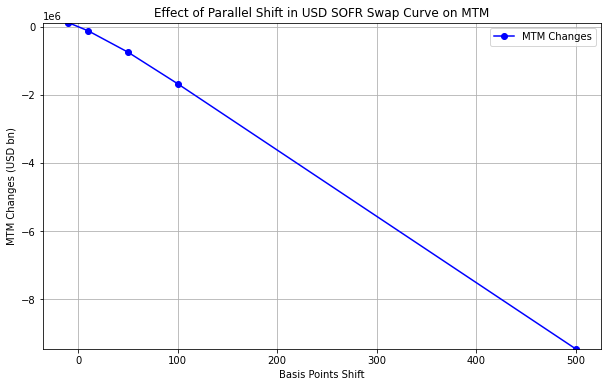 Effect of Parallel Shift in USD SOFR Swap Curve on MTM
1e6
MTM Changes
0
−2
−4
−6
−8
MTM Changes (USD bn)
0 100 200 300 400 500
Basis Points Shift